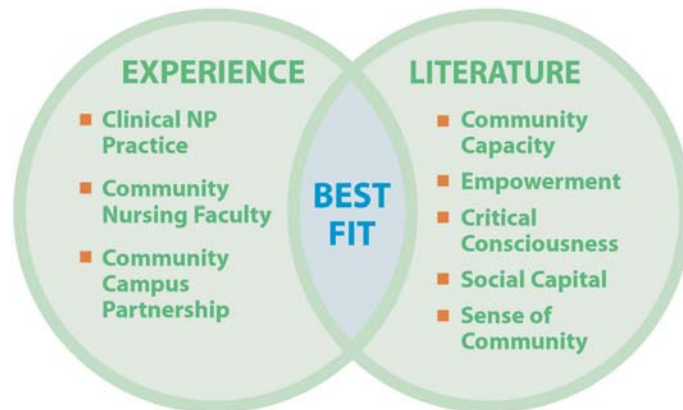 EXPERIENCE
Clinical NP
Practice
Community
Nursing Faculty
Community
Campus
Partnership
BEST
FIT
LITERATURE
Community
Capacity
Empowerment
Critical
Consciousness
Social Capital
Sense of
Community